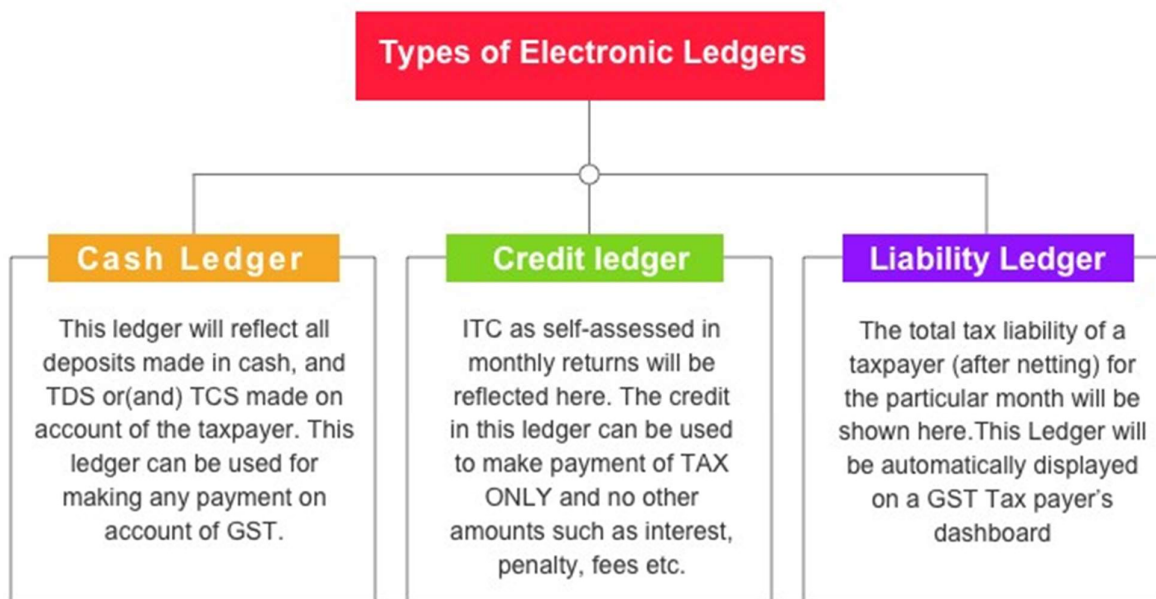 Types of Electronic Ledgers
Cash Ledger
This ledger will reflect all
deposits made in cash, and
TDS or(and) TCS made on
account of the taxpayer. This
ledger can be used for
making any payment on
account of GST.
Credit ledger
ITC as self-assessed in
monthly returns will be
reflected here. The credit
in this ledger can be used
to make payment of TAX
ONLY and no other
amounts such as interest,
penalty, fees etc.
Liability Ledger
The total tax liability of a
taxpayer (after netting) for
the particular month will be
shown here.This Ledger will
be automatically displayed
on a GST Tax payer's
dashboard